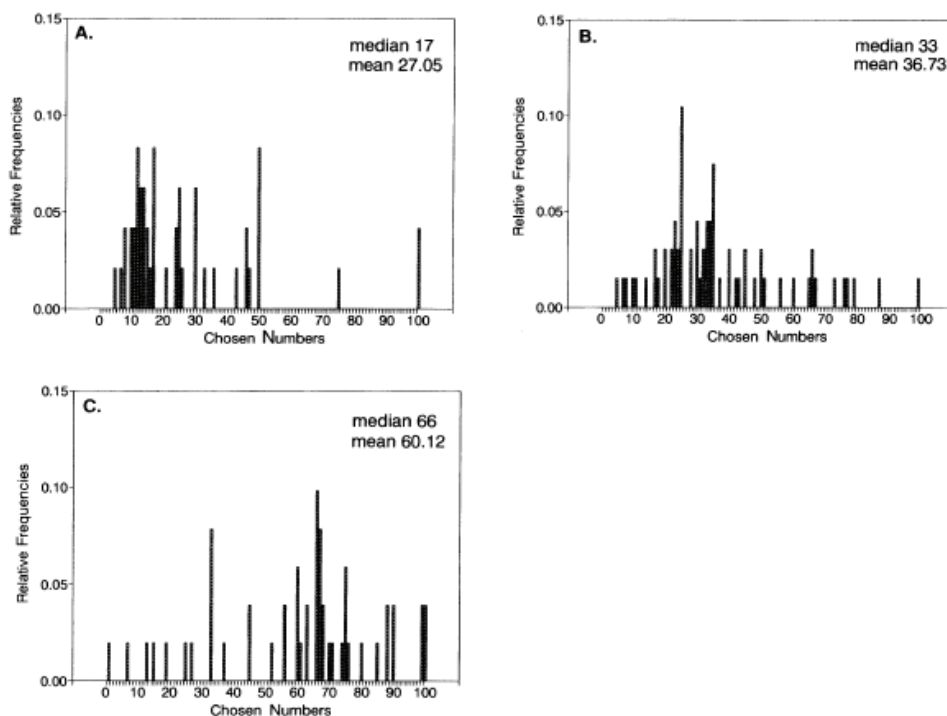 A.
median 17
mean 27.05
0.15
0.10
0.05
0.00
Relative Frequencies
0 10 20 30 40 50 60 70 80 90 100
Chosen Numbers
B.
median 33
mean 36.73
0.15
0.10
0.05
0.00
Relative Frequencies
0 10 20 30 40 50 60 70 80 90 100
Chosen Numbers
C.
median 66
mean 60.12
0.15
0.10
0.05
0.00
Relative Frequencies
0 10 20 30 40 50 60 70 80 90 100
Chosen Numbers